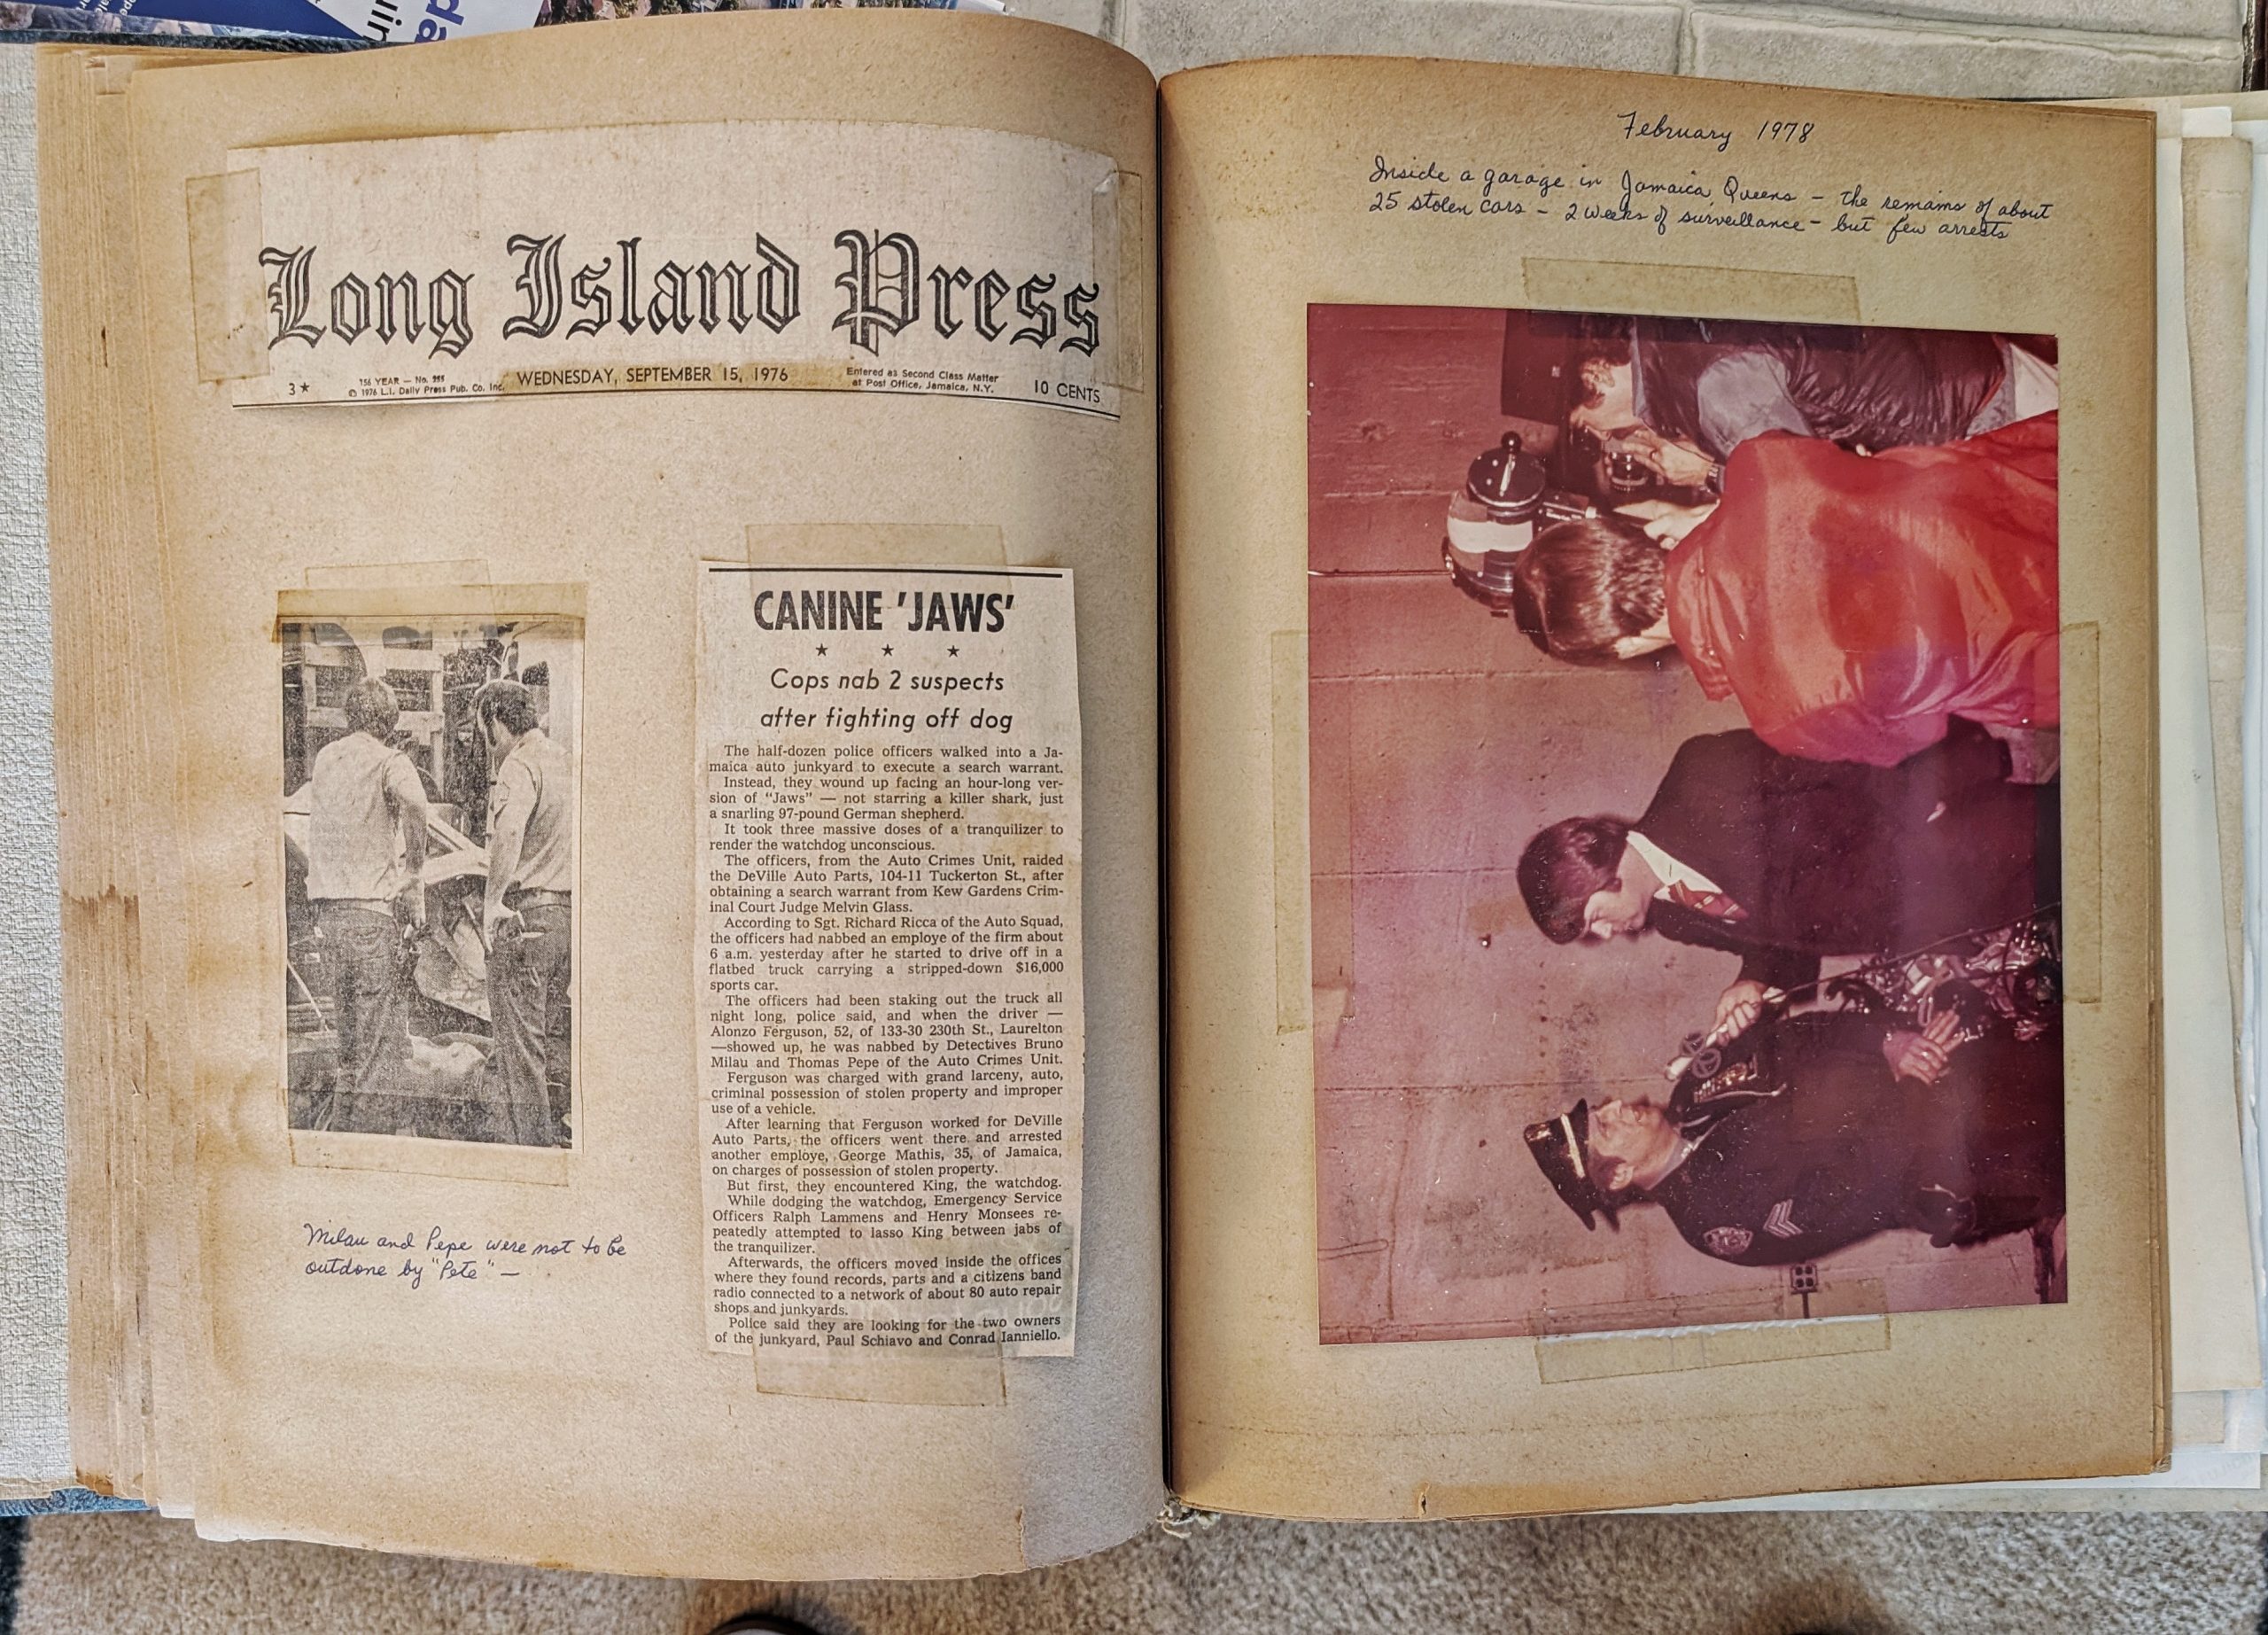 Long Island Press
3★ 156 YEAR — No. 255 WEDNESDAY, SEPTEMBER 15, 1976 Entered as Second Class Matter 10 CENTS
© 1976 L.I. Daily Press Pub. Co. Inc. at Post Office, Jamaica, N.Y.
CANINE 'JAWS'
★ ★ ★
Cops nab 2 suspects
after fighting off dog
The half-dozen police officers walked into a Ja-
maica auto junkyard to execute a search warrant.
Instead, they wound up facing an hour-long ver-
sion of "Jaws" — not starring a killer shark, just
a snarling 97-pound German shepherd.
It took three massive doses of a tranquilizer to
render the watchdog unconscious.
The officers, from the Auto Crimes Unit, raided
the DeVille Auto Parts, 104-11 Tuckerton St., after
obtaining a search warrant from Kew Gardens Crim-
inal Court Judge Melvin Glass.
According to Sgt. Richard Ricca of the Auto Squad,
the officers had nabbed an employe of the firm about
6 a.m. yesterday after he started to drive off in a
flatbed truck carrying a stripped-down $16,000
sports car.
The officers had been staking out the truck all
night long, police said, and when the driver —
Alonzo Ferguson, 52, of 133-30 230th St., Laurelton
—showed up, he was nabbed by Detectives Bruno
Milau and Thomas Pepe of the Auto Crimes Unit.
Ferguson was charged with grand larceny, auto,
criminal possession of stolen property and improper
use of a vehicle.
After learning that Ferguson worked for DeVille
Auto Parts, the officers went there and arrested
another employe, George Mathis, 35, of Jamaica,
on charges of possession of stolen property.
But first, they encountered King, the watchdog.
While dodging the watchdog, Emergency Service
Officers Ralph Lammens and Henry Monsees re-
peatedly attempted to lasso King between jabs of
the tranquilizer.
Afterwards, the officers moved inside the offices
where they found records, parts and a citizens band
radio connected to a network of about 80 auto repair
shops and junkyards.
Police said they are looking for the two owners
of the junkyard, Paul Schiavo and Conrad Ianniello.
Milau and Pepe were not to be
outdone by "Pete" —
February 1978
Inside a garage in Jamaica, Queens – the remains of about
25 stolen cars – 2 weeks of surveillance – but few arrests